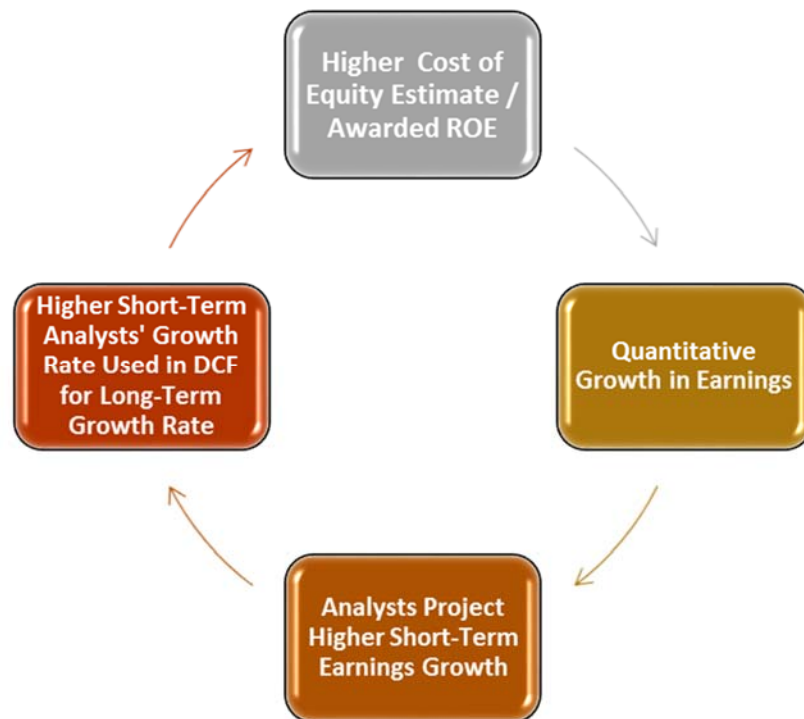 Higher Cost of
Equity Estimate /
Awarded ROE
Quantitative
Growth in Earnings
Analysts Project
Higher Short-Term
Earnings Growth
Higher Short-Term
Analysts' Growth
Rate Used in DCF
for Long-Term
Growth Rate